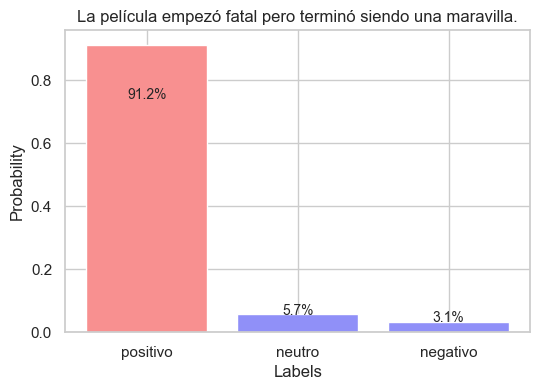 La película empezó fatal pero terminó siendo una maravilla.
0.8
0.6
0.4
0.2
0.0
Probability
91.2%
5.7%
3.1%
positivo
neutro
negativo
Labels